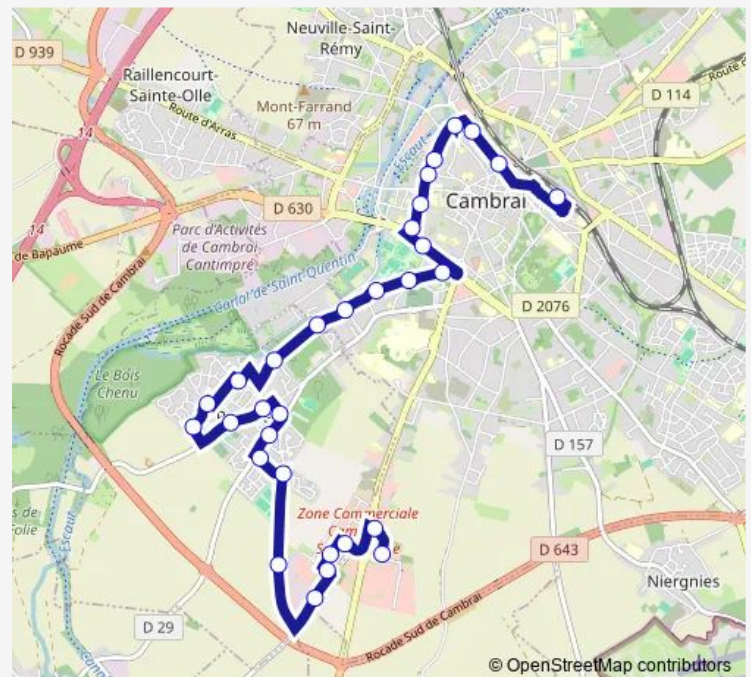 Neuville-Saint-
Rémy
D 939
Raillencourt-
Sainte-Olle
Mont-Farrand
67 m
D 114
Route d'Arras
Escaut
14
Cambrai
D 630
Parc d'Activités
de Cambrai
Cantimpré
14
de Bapaume
Canal de Saint-Quentin
Rocade Sud de Cambrai
D 2076
Le Bois
Chenu
D 157
Zone Commerciale
D 643
Escaut
Niergnies
D 29
Rocade Sud de Cambrai
© OpenStreetMap contributors